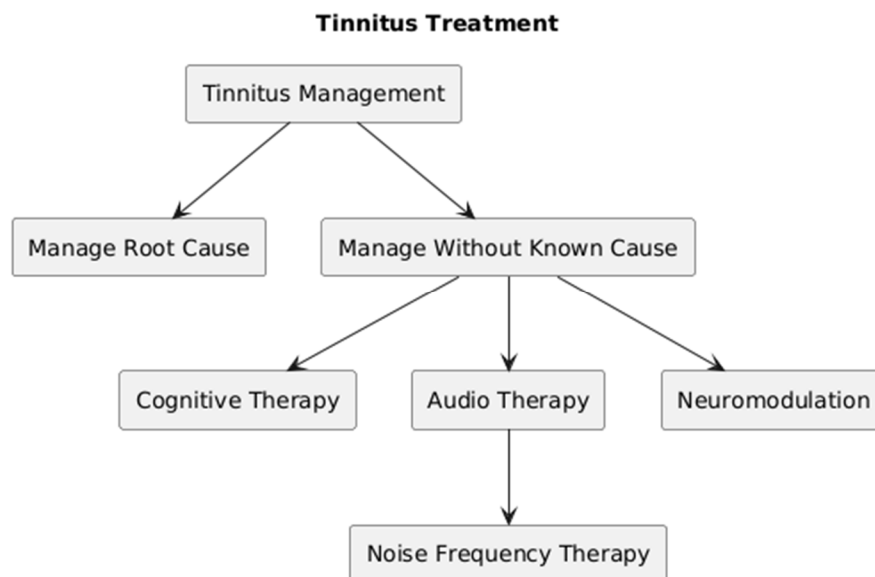 Tinnitus Treatment
Tinnitus Management
Manage Root Cause
Manage Without Known Cause
Cognitive Therapy
Audio Therapy
Neuromodulation
Noise Frequency Therapy